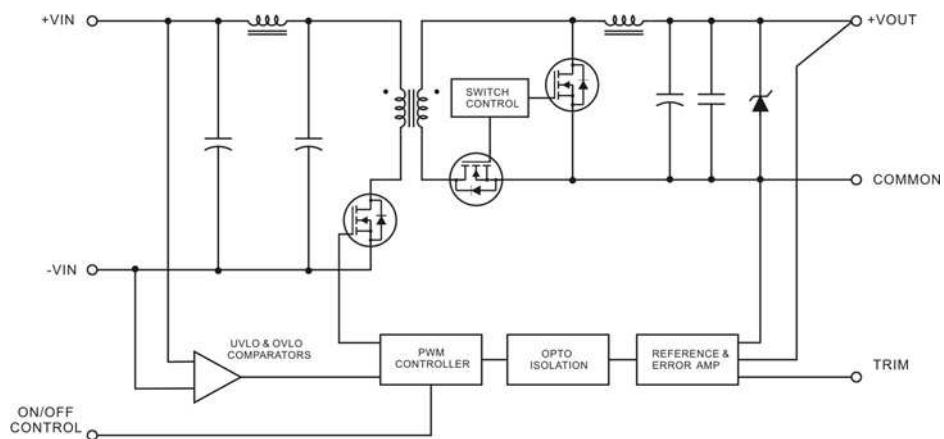 +VIN
+VOUT
SWITCH
CONTROL
COMMON
-VIN
UVLO & OVLO
COMPARATORS
PWM
CONTROLLER
OPTO
ISOLATION
REFERENCE &
ERROR AMP
TRIM
ON/OFF
CONTROL